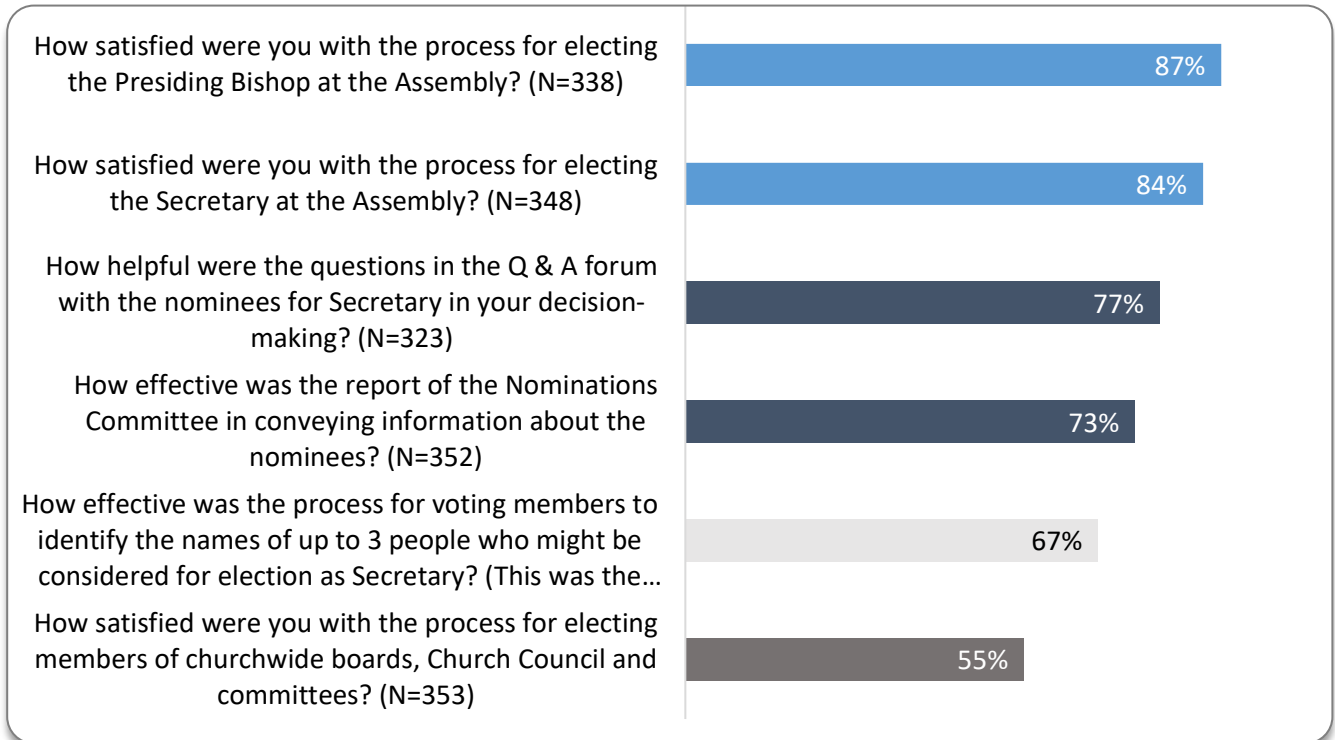 How satisfied were you with the process for electing
the Presiding Bishop at the Assembly? (N=338)
87%
How satisfied were you with the process for electing
the Secretary at the Assembly? (N=348)
84%
How helpful were the questions in the Q & A forum
with the nominees for Secretary in your decision-
making? (N=323)
77%
How effective was the report of the Nominations
Committee in conveying information about the
nominees? (N=352)
73%
How effective was the process for voting members to
identify the names of up to 3 people who might be
considered for election as Secretary? (This was the…
67%
How satisfied were you with the process for electing
members of churchwide boards, Church Council and
committees? (N=353)
55%